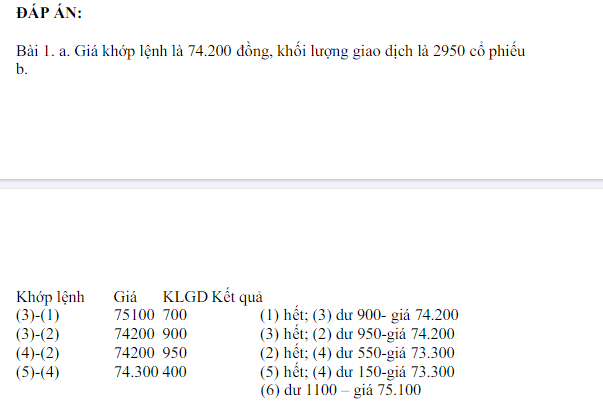 ĐÁP ÁN:
Bài 1. a. Giá khớp lệnh là 74.200 đồng, khối lượng giao dịch là 2950 cổ phiếu
b.
Khớp lệnh Giá KLGD Kết quả
(3)-(1) 75100 700 (1) hết; (3) dư 900- giá 74.200
(3)-(2) 74200 900 (3) hết; (2) dư 950-giá 74.200
(4)-(2) 74200 950 (2) hết; (4) dư 550-giá 73.300
(5)-(4) 74.300 400 (5) hết; (4) dư 150-giá 73.300
(6) dư 1100 – giá 75.100